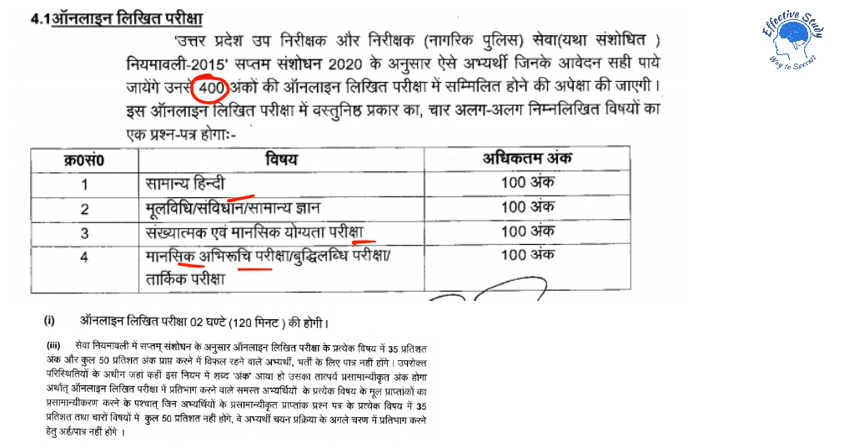 4.1ऑनलाइन लिखित परीक्षा
Effective Study
Way to Success
'उत्तर प्रदेश उप निरीक्षक और निरीक्षक (नागरिक पुलिस) सेवा(यथा संशोधित )
नियमावली-2015' सप्तम संशोधन 2020 के अनुसार ऐसे अभ्यर्थी जिनके आवेदन सही पाये
जायेंगे उनसे 400 अंकों की ऑनलाइन लिखित परीक्षा में सम्मिलित होने की अपेक्षा की जाएगी।
इस ऑनलाइन लिखित परीक्षा में वस्तुनिष्ठ प्रकार का, चार अलग-अलग निम्नलिखित विषयों का
एक प्रश्न-पत्र होगाः-
क्र0सं0 विषय अधिकतम अंक
1 सामान्य हिन्दी 100 अंक
2 मूलविधि/संविधान/सामान्य ज्ञान 100 अंक
3 संख्यात्मक एवं मानसिक योग्यता परीक्षा 100 अंक
4 मानसिक अभिरूचि परीक्षा/बुद्धिलब्धि परीक्षा/ 100 अंक
तार्किक परीक्षा
(i) ऑनलाइन लिखित परीक्षा 02 घण्टे (120 मिनट ) की होगी।
(iii) सेवा नियमावली में सप्तम् संशोधन के अनुसार ऑनलाइन लिखित परीक्षा के प्रत्येक विषय में 35 प्रतिशत
अंक और कुल 50 प्रतिशत अंक प्राप्त करने में विफल रहने वाले अभ्यर्थी, भर्ती के लिए पात्र नहीं होंगे। उपरोक्त
परिस्थितियों के अधीन जहां कहीं इस नियम में शब्द 'अंक' आया हो उसका तात्पर्य प्रसामान्यीकृत अंक होगा
अर्थात् ऑनलाइन लिखित परीक्षा में प्रतिभाग करने वाले समस्त अभ्यर्थियों के प्रत्येक विषय के मूल प्राप्तांकों का
प्रसामान्यीकरण करने के पश्चात् जिन अभ्यर्थियों के प्रसामान्यीकृत प्राप्तांक प्रश्न पत्र के प्रत्येक विषय में 35
प्रतिशत तथा चारों विषयों में कुल 50 प्रतिशत नहीं होंगे, वे अभ्यर्थी चयन प्रक्रिया के अगले चरण में प्रतिभाग करने
हेतु अर्ह/पात्र नहीं होंगे ।